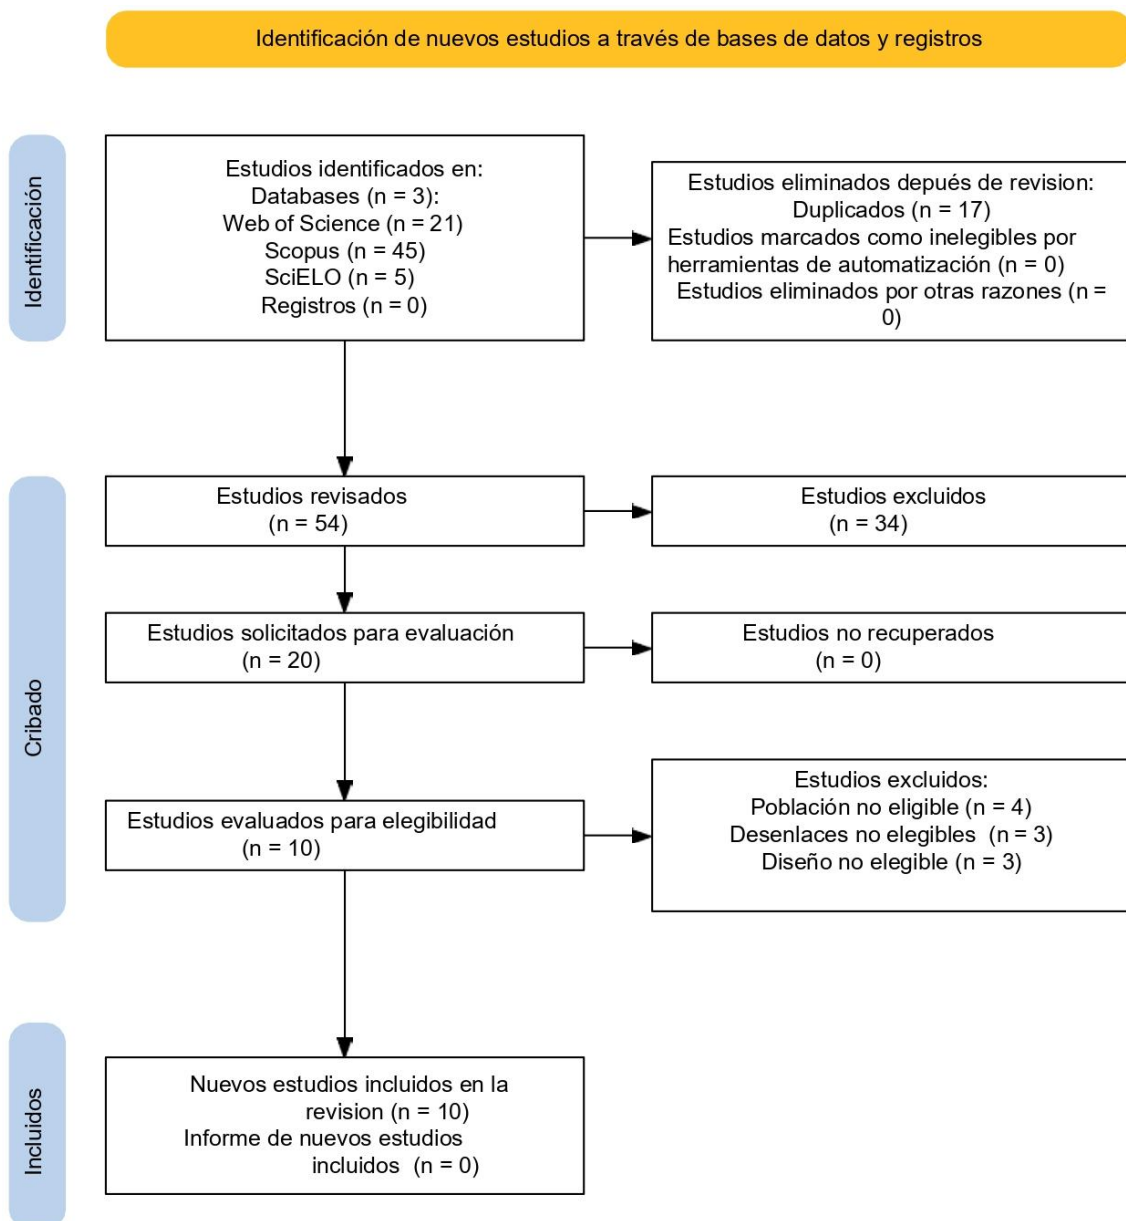 Identificación de nuevos estudios a través de bases de datos y registros
Identificación
Estudios identificados en:
Databases (n = 3):
Web of Science (n = 21)
Scopus (n = 45)
SciELO (n = 5)
Registros (n = 0)
Estudios eliminados depués de revision:
Duplicados (n = 17)
Estudios marcados como inelegibles por
herramientas de automatización (n = 0)
Estudios eliminados por otras razones (n =
0)
Cribado
Estudios revisados
(n = 54)
Estudios excluidos
(n = 34)
Estudios solicitados para evaluación
(n = 20)
Estudios no recuperados
(n = 0)
Estudios evaluados para elegibilidad
(n = 10)
Estudios excluidos:
Población no eligible (n = 4)
Desenlaces no elegibles (n = 3)
Diseño no elegible (n = 3)
Incluidos
Nuevos estudios incluidos en la
revision (n = 10)
Informe de nuevos estudios
incluidos (n = 0)